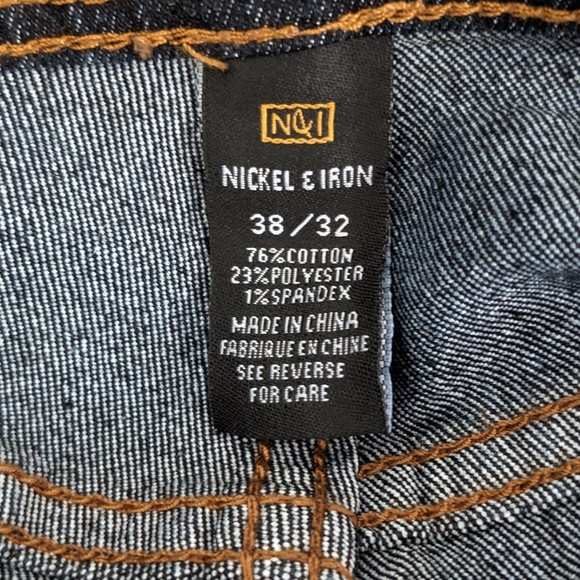 N&I
NICKEL & IRON
38/32
76%COTTON
23%POLYESTER
1%SPANDEX
MADE IN CHINA
FABRIQUE EN CHINE
SEE REVERSE
FOR CARE